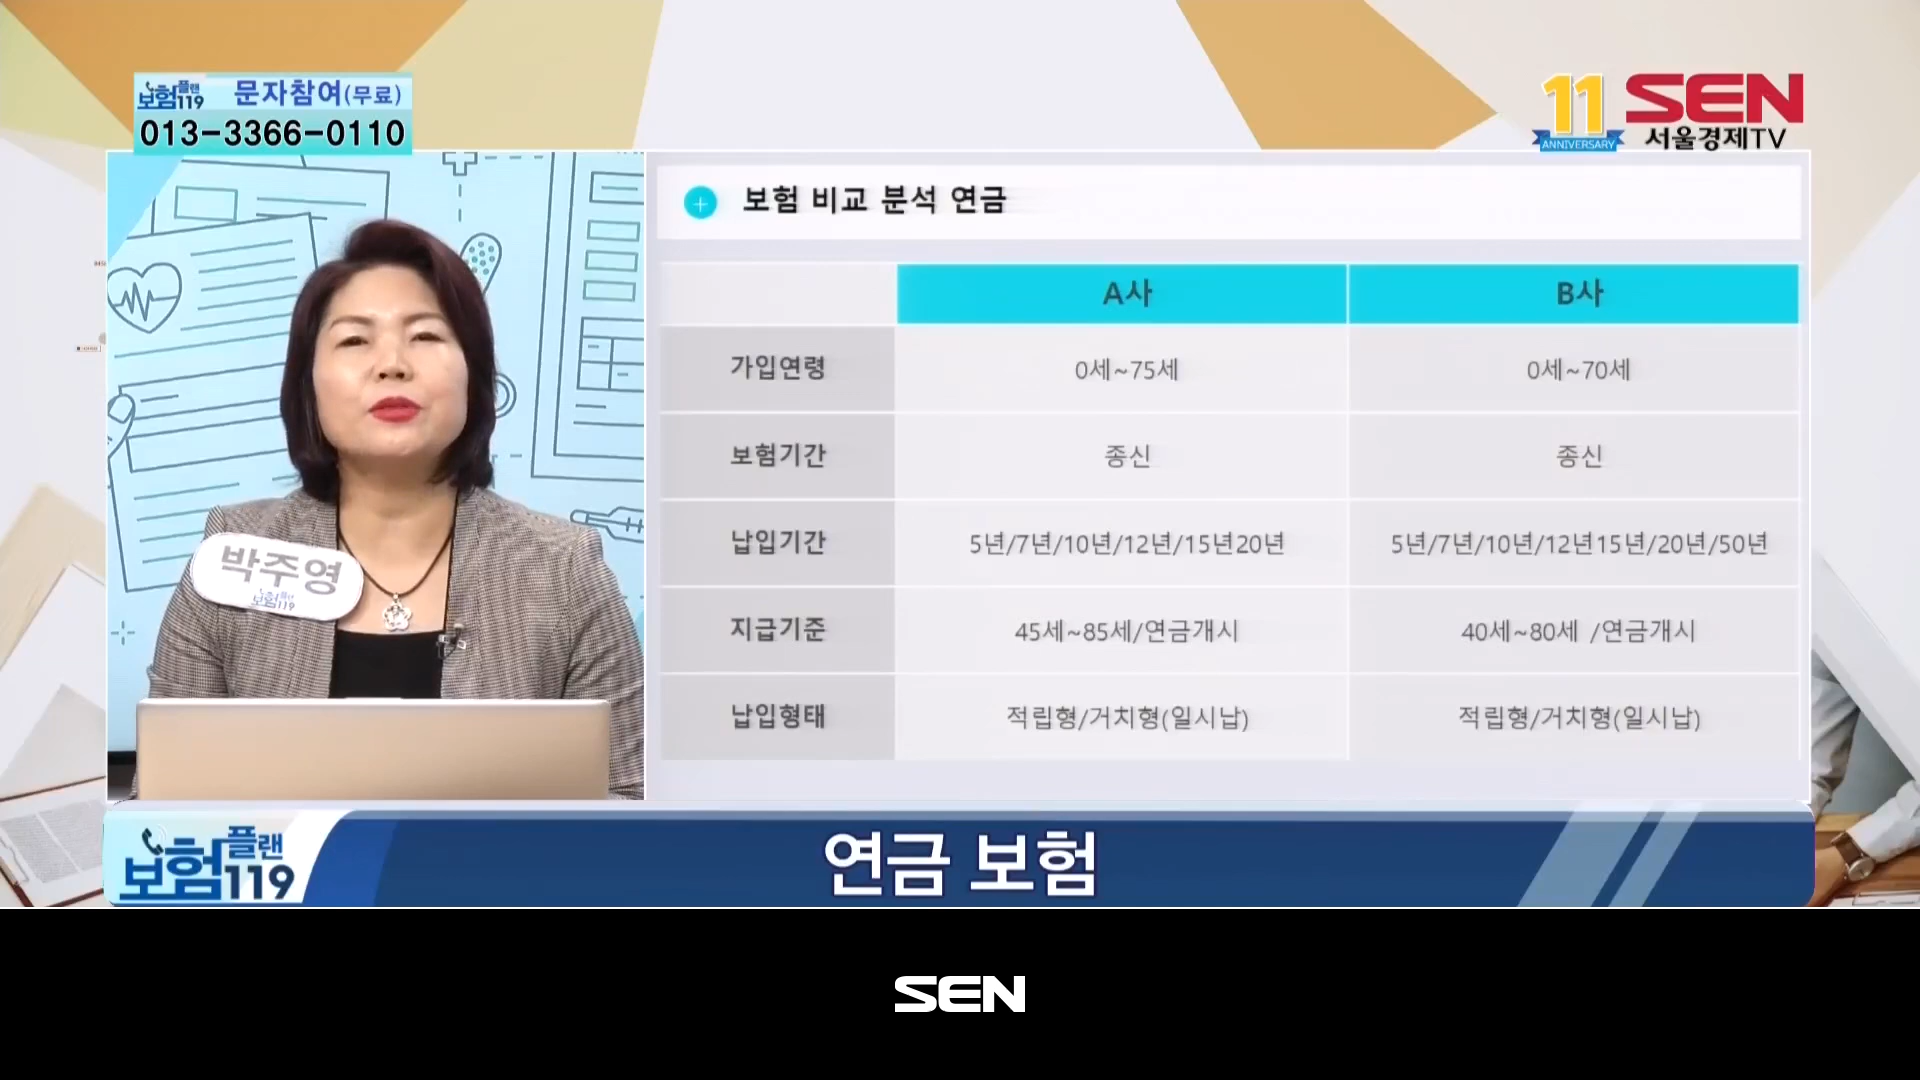 보험플랜119 문자참여(무료)
013-3366-0110
11 ANNIVERSARY
SEN
서울경제TV
보험 비교 분석 연금
A사 B사
가입연령 0세~75세 0세~70세
보험기간 종신 종신
납입기간 5년/7년/10년/12년/15년20년 5년/7년/10년/12년15년/20년/50년
지급기준 45세~85세/연금개시 40세~80세 /연금개시
납입형태 적립형/거치형(일시납) 적립형/거치형(일시납)
박주영
보험플랜119
보험플랜119
연금 보험
SEN